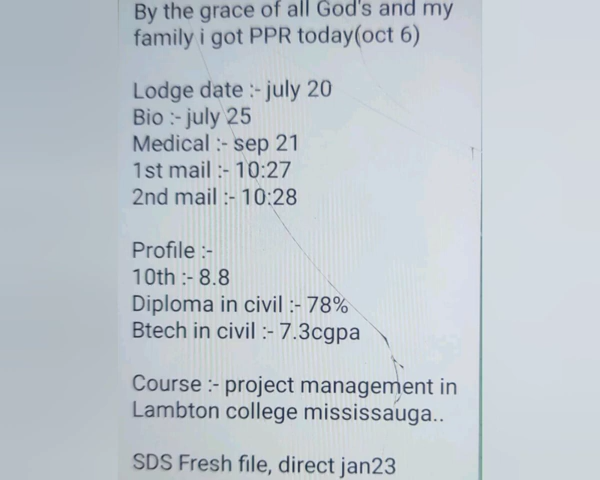 By the grace of all God's and my
family i got PPR today(oct 6)
Lodge date :- july 20
Bio :- july 25
Medical :- sep 21
1st mail :- 10:27
2nd mail :- 10:28
Profile :-
10th :- 8.8
Diploma in civil :- 78%
Btech in civil :- 7.3cgpa
Course :- project management in
Lambton college mississauga..
SDS Fresh file, direct jan23